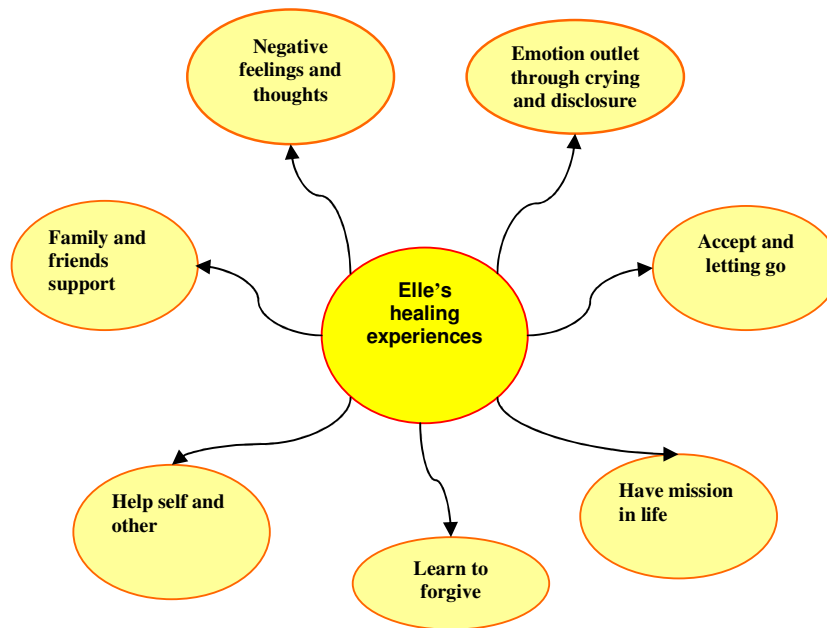 Negative
feelings and
thoughts
Emotion outlet
through crying
and disclosure
Family and
friends
support
Elle’s
healing
experiences
Accept and
letting go
Help self and
other
Learn to
forgive
Have mission
in life